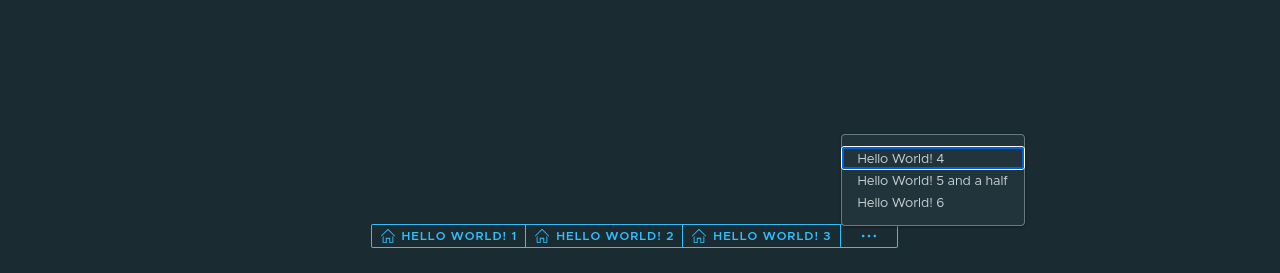 Hello World! 4
Hello World! 5 and a half
Hello World! 6
HELLO WORLD! 1
HELLO WORLD! 2
HELLO WORLD! 3
...